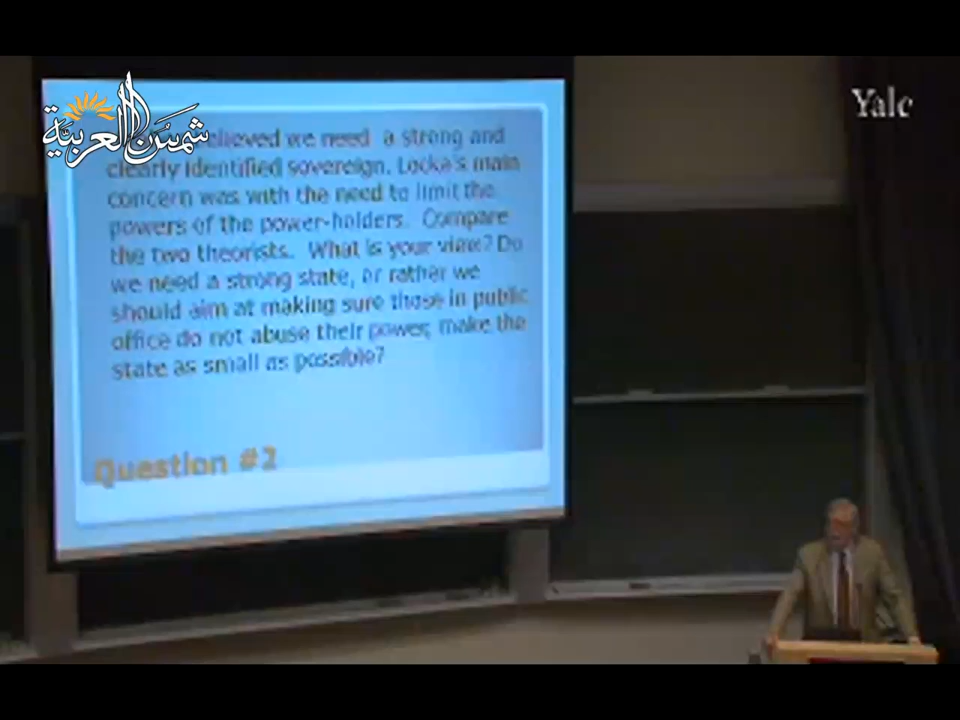 شمس العربية
Yale
believed we need a strong and
clearly identified sovereign. Locke's main
concern was with the need to limit the
powers of the power-holders. Compare
the two theorists. What is your view? Do
we need a strong state, or rather we
should aim at making sure those in public
office do not abuse their power, make the
state as small as possible?
Question #2